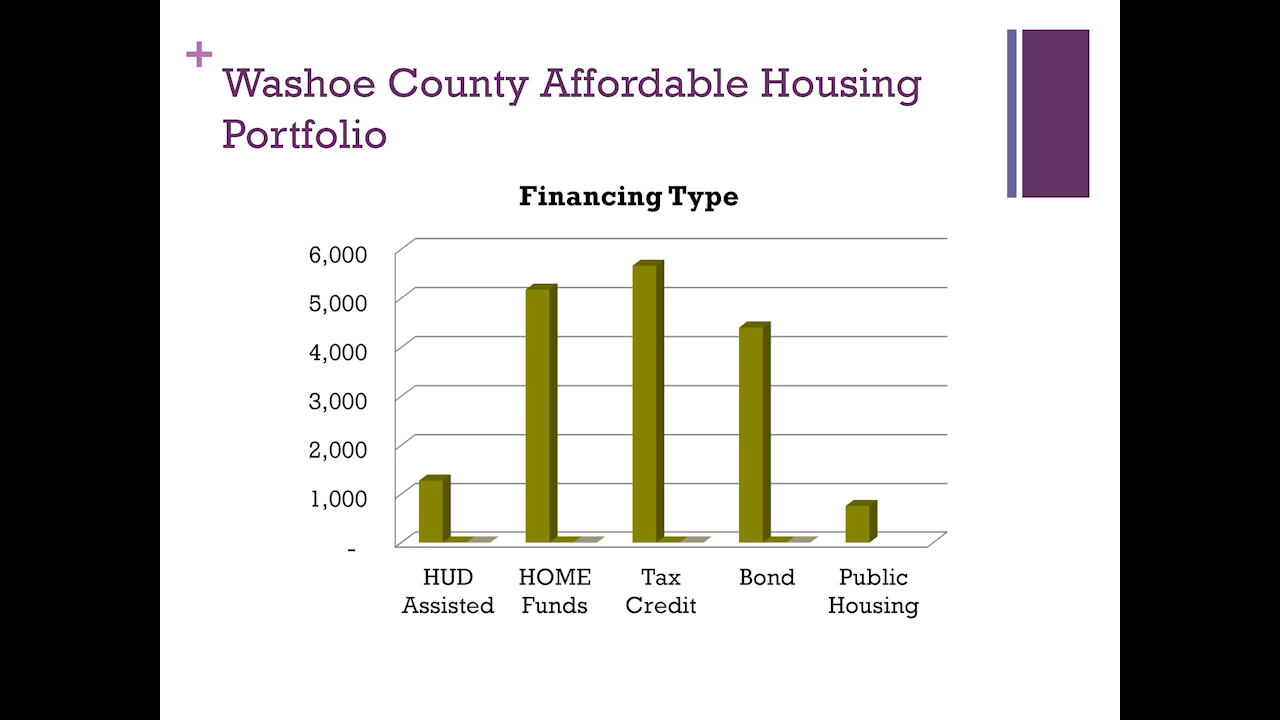 +
Washoe County Affordable Housing
Portfolio
Financing Type
6,000
5,000
4,000
3,000
2,000
1,000
-
HUD Assisted
HOME Funds
Tax Credit
Bond
Public Housing